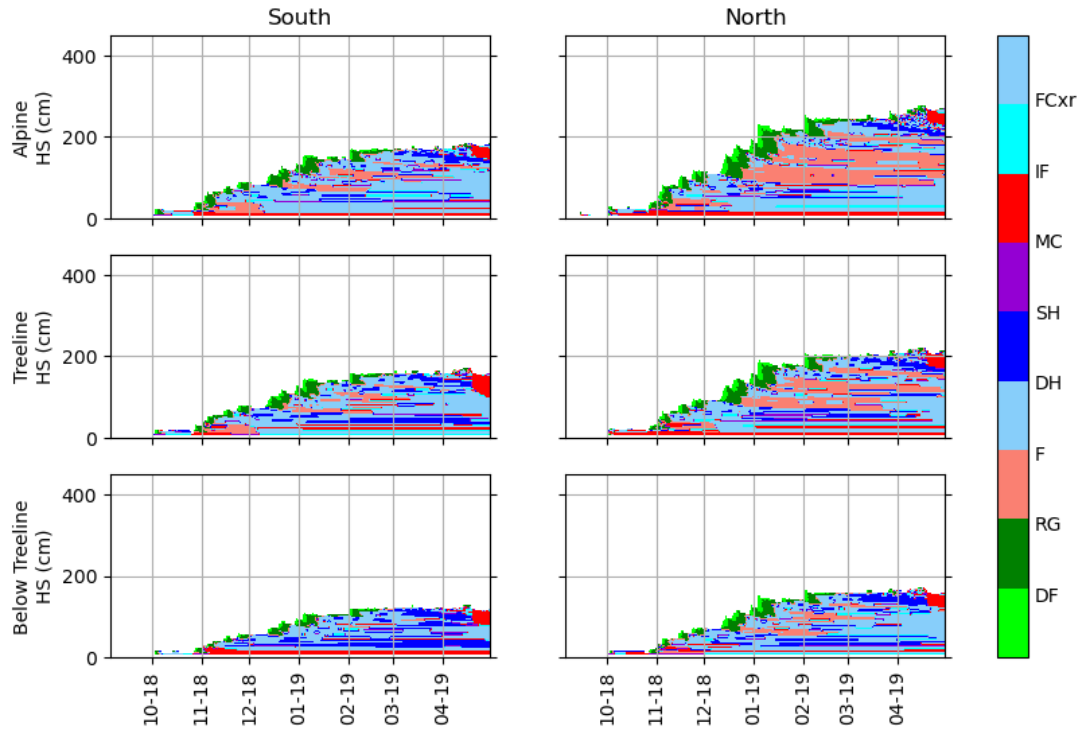 South
North
Alpine
HS (cm)
400
200
0
Treeline
HS (cm)
400
200
0
Below Treeline
HS (cm)
400
200
0
10-18
11-18
12-18
01-19
02-19
03-19
04-19
10-18
11-18
12-18
01-19
02-19
03-19
04-19
FCxr
IF
MC
SH
DH
F
RG
DF